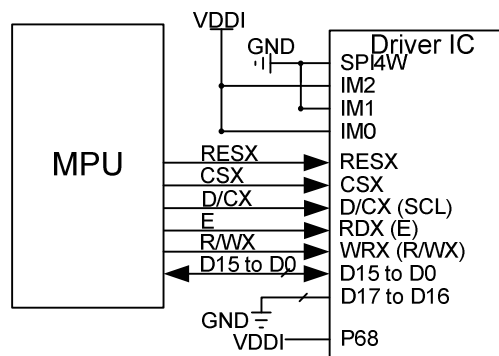 VDDI
GND
Driver IC
SPI4W
IM2
IM1
IM0
MPU
RESX
RESX
CSX
CSX
D/CX
D/CX (SCL)
E
RDX (E)
R/WX
WRX (R/WX)
D15 to D0
D15 to D0
D17 to D16
GND
VDDI
P68